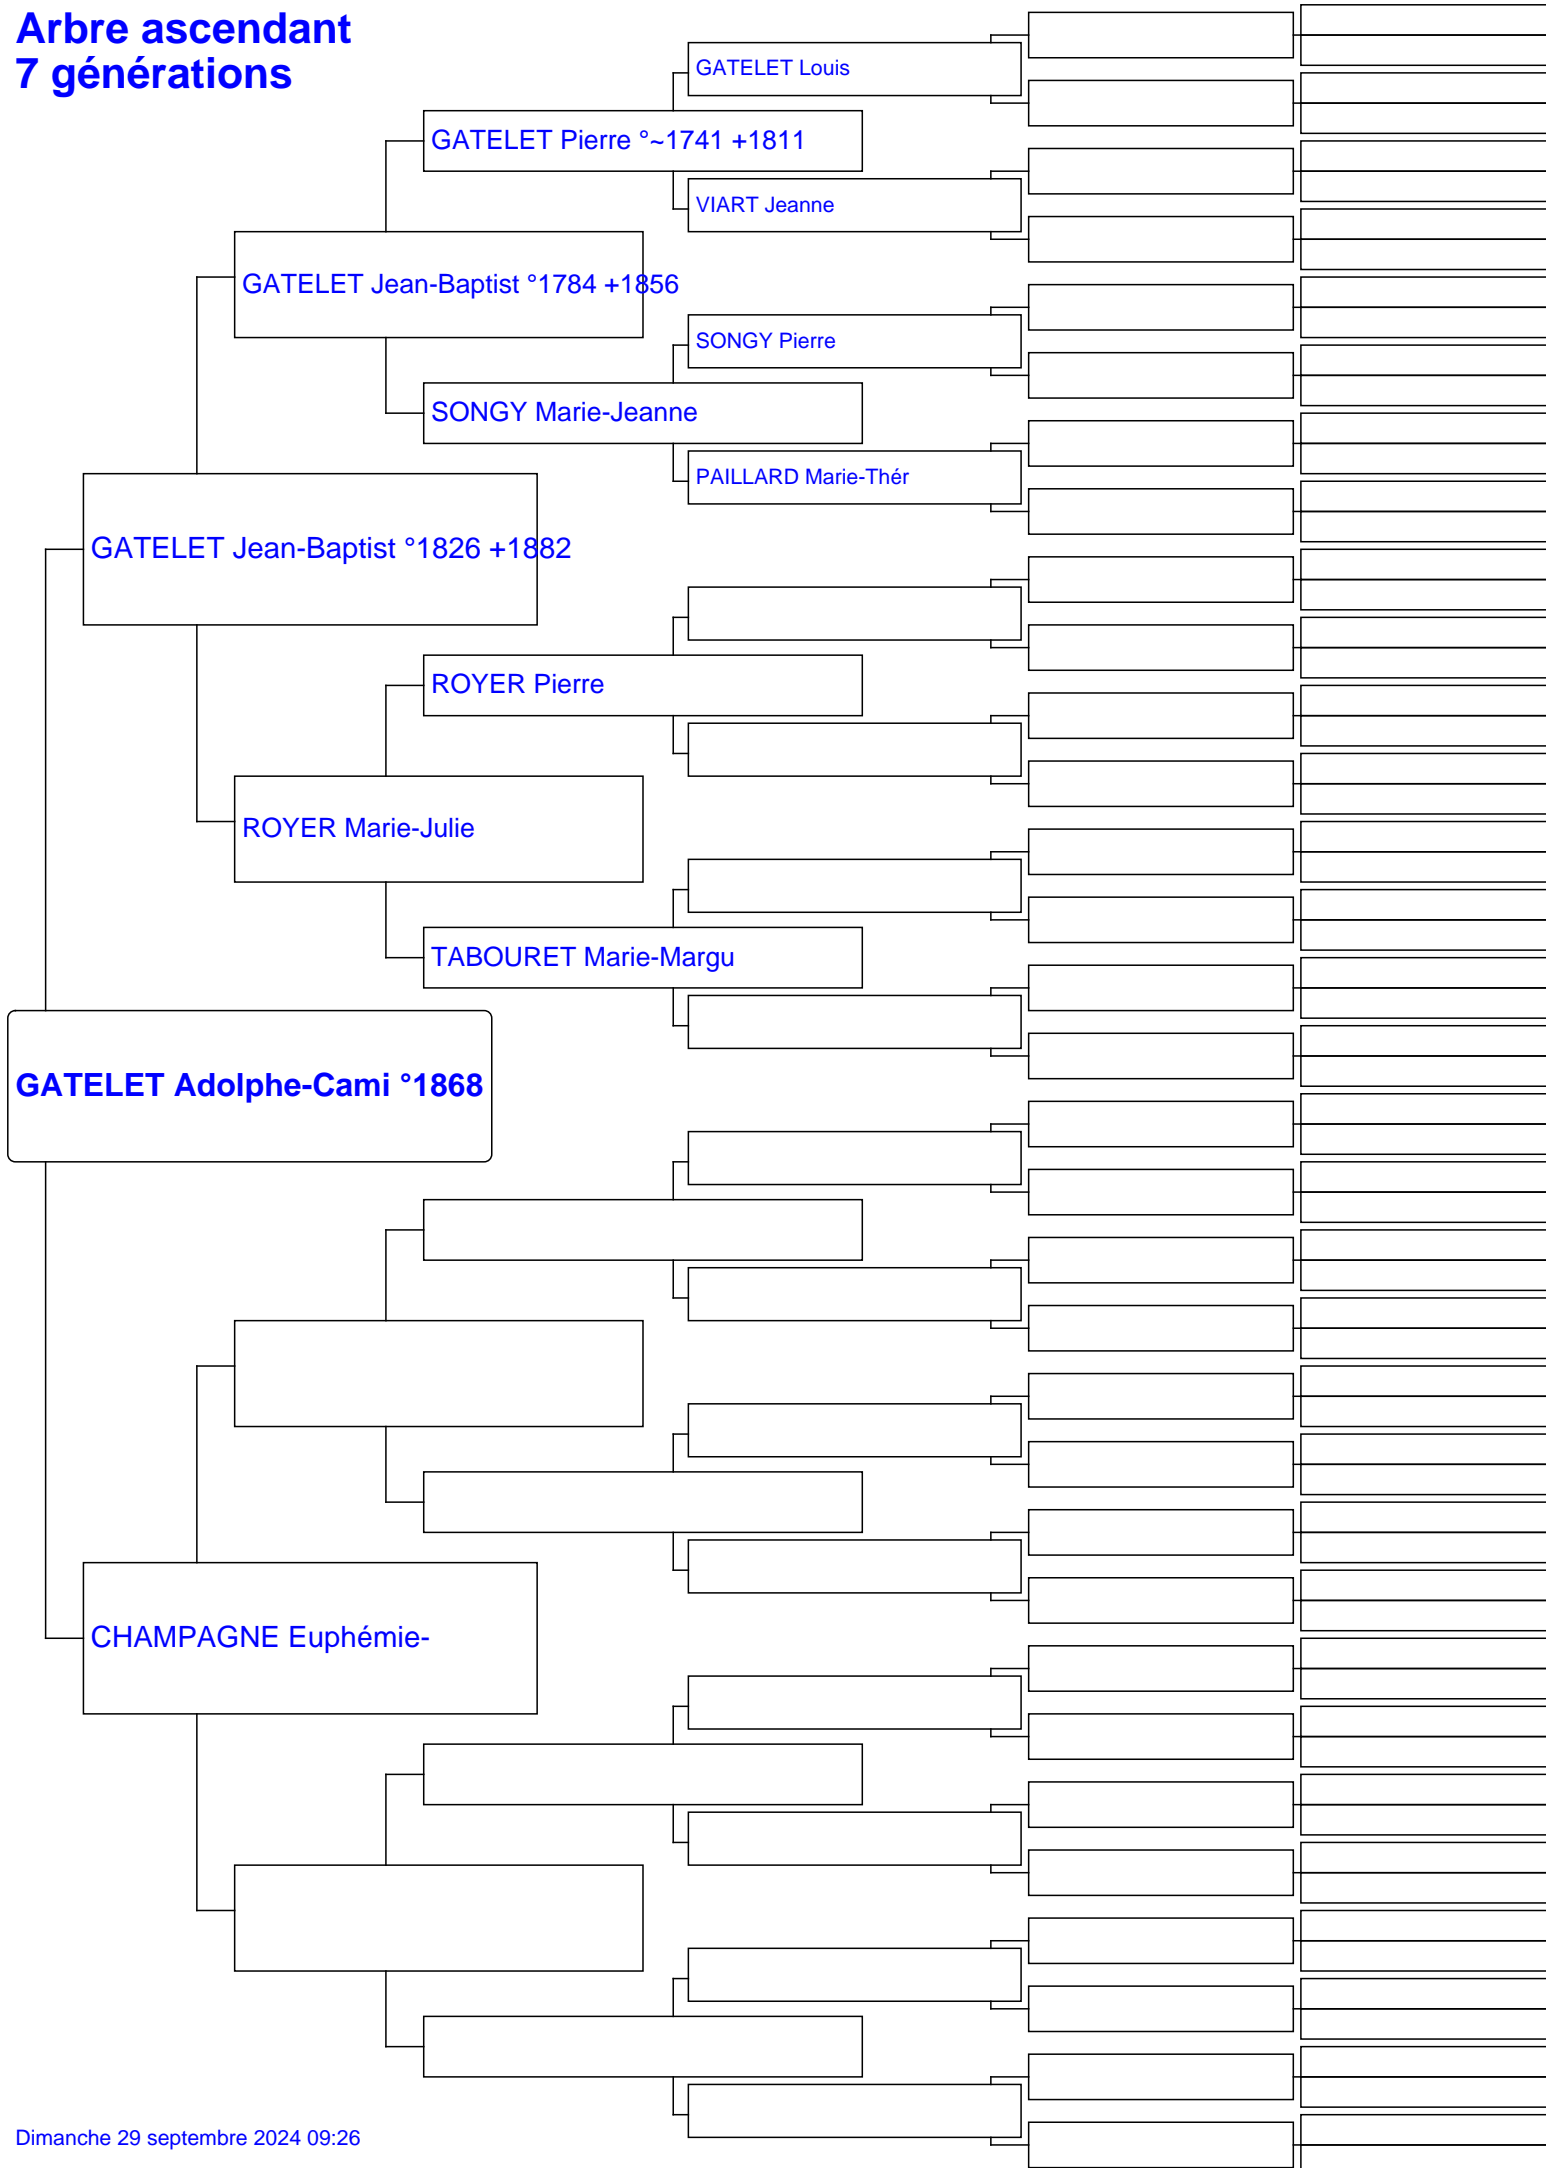 Arbre ascendant
7 générations
GATELET Louis
GATELET Pierre °~1741 +1811
VIART Jeanne
GATELET Jean-Baptist °1784 +1856
SONGY Pierre
SONGY Marie-Jeanne
PAILLARD Marie-Thér
GATELET Jean-Baptist °1826 +1882
ROYER Pierre
ROYER Marie-Julie
TABOURET Marie-Margu
GATELET Adolphe-Cami °1868
CHAMPAGNE Euphémie-
Dimanche 29 septembre 2024 09:26